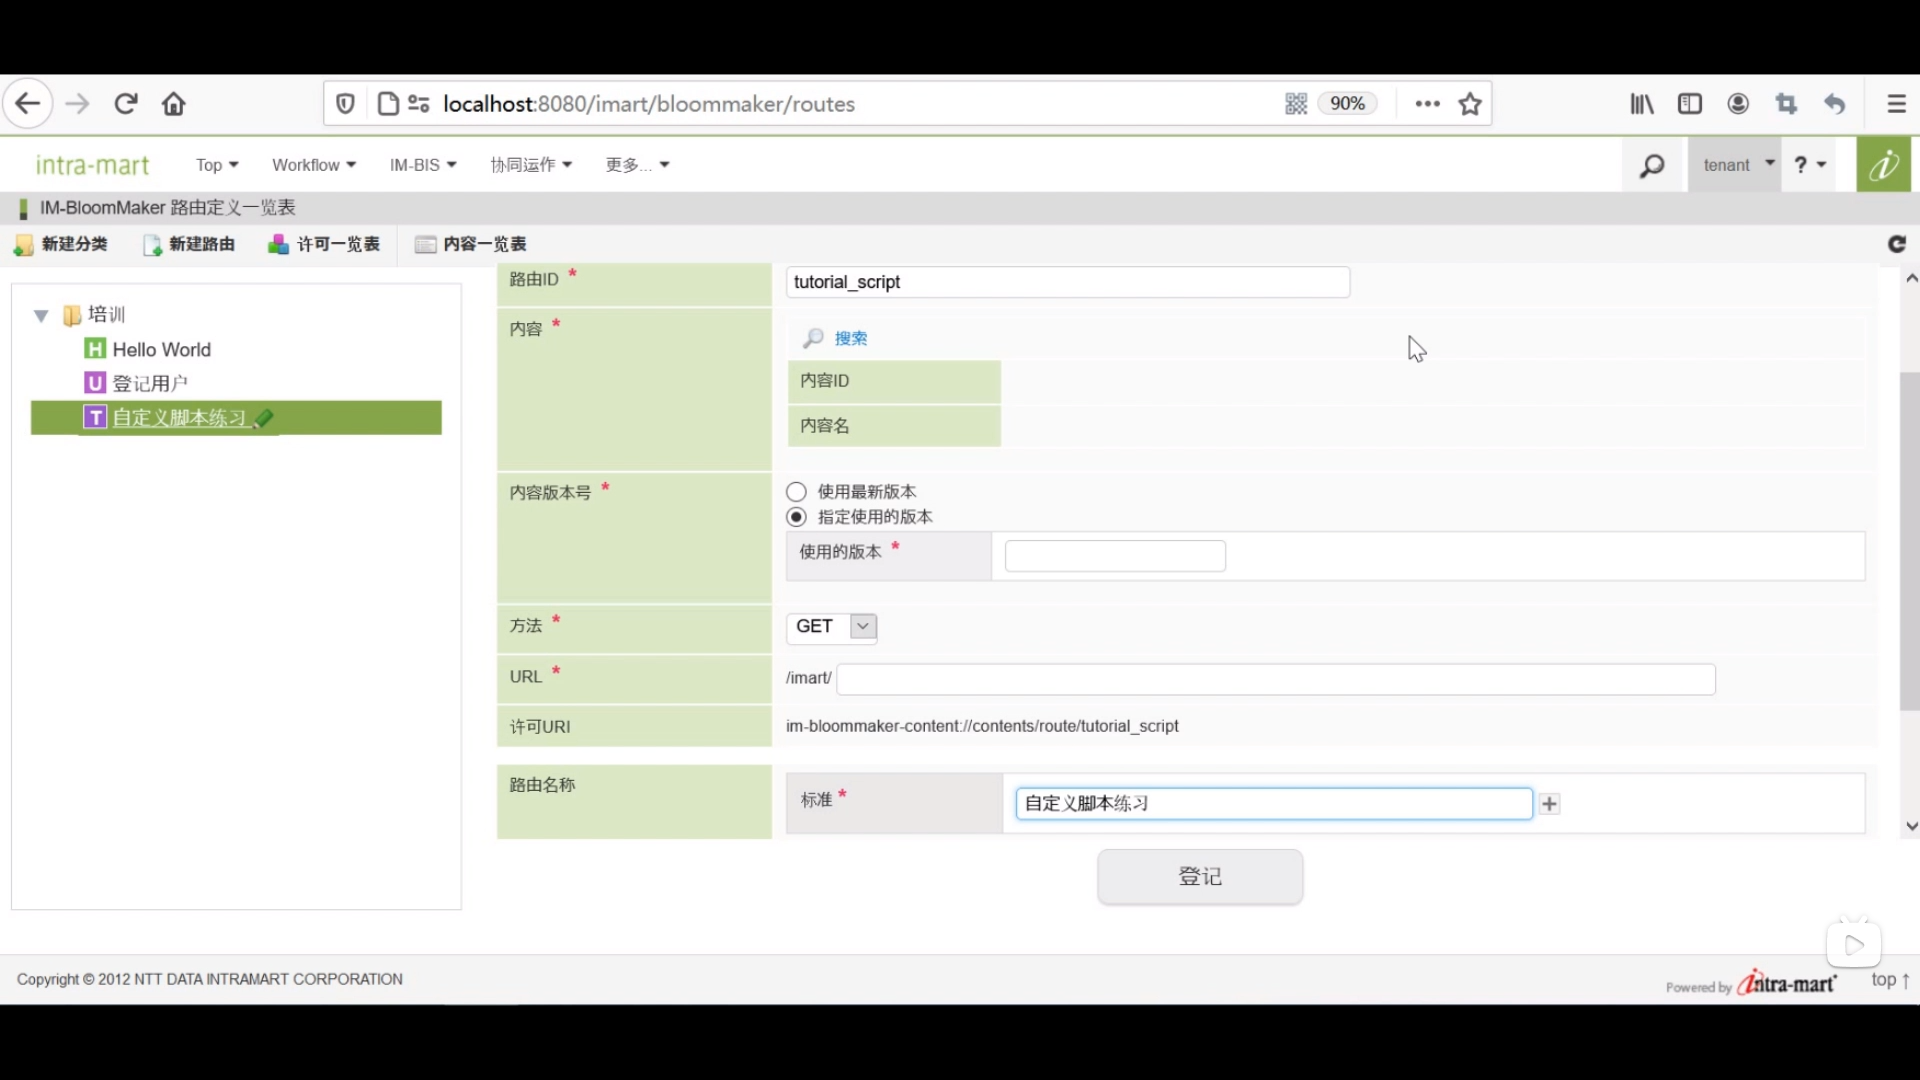 localhost:8080/imart/bloommaker/routes 90%
intra-mart Top Workflow IM-BIS 协同运作 更多... tenant ?
IM-BloomMaker 路由定义一览表
新建分类 新建路由 许可一览表 内容一览表
培训
H Hello World
U 登记用户
T 自定义脚本练习
路由ID * tutorial_script
内容 * 搜索
内容ID
内容名
内容版本号 * 使用最新版本
指定使用的版本
使用的版本 *
方法 * GET
URL * /imart/
许可URI im-bloommaker-content://contents/route/tutorial_script
路由名称 标准 * 自定义脚本练习
登记
Copyright © 2012 NTT DATA INTRAMART CORPORATION
Powered by intra-mart top ↑